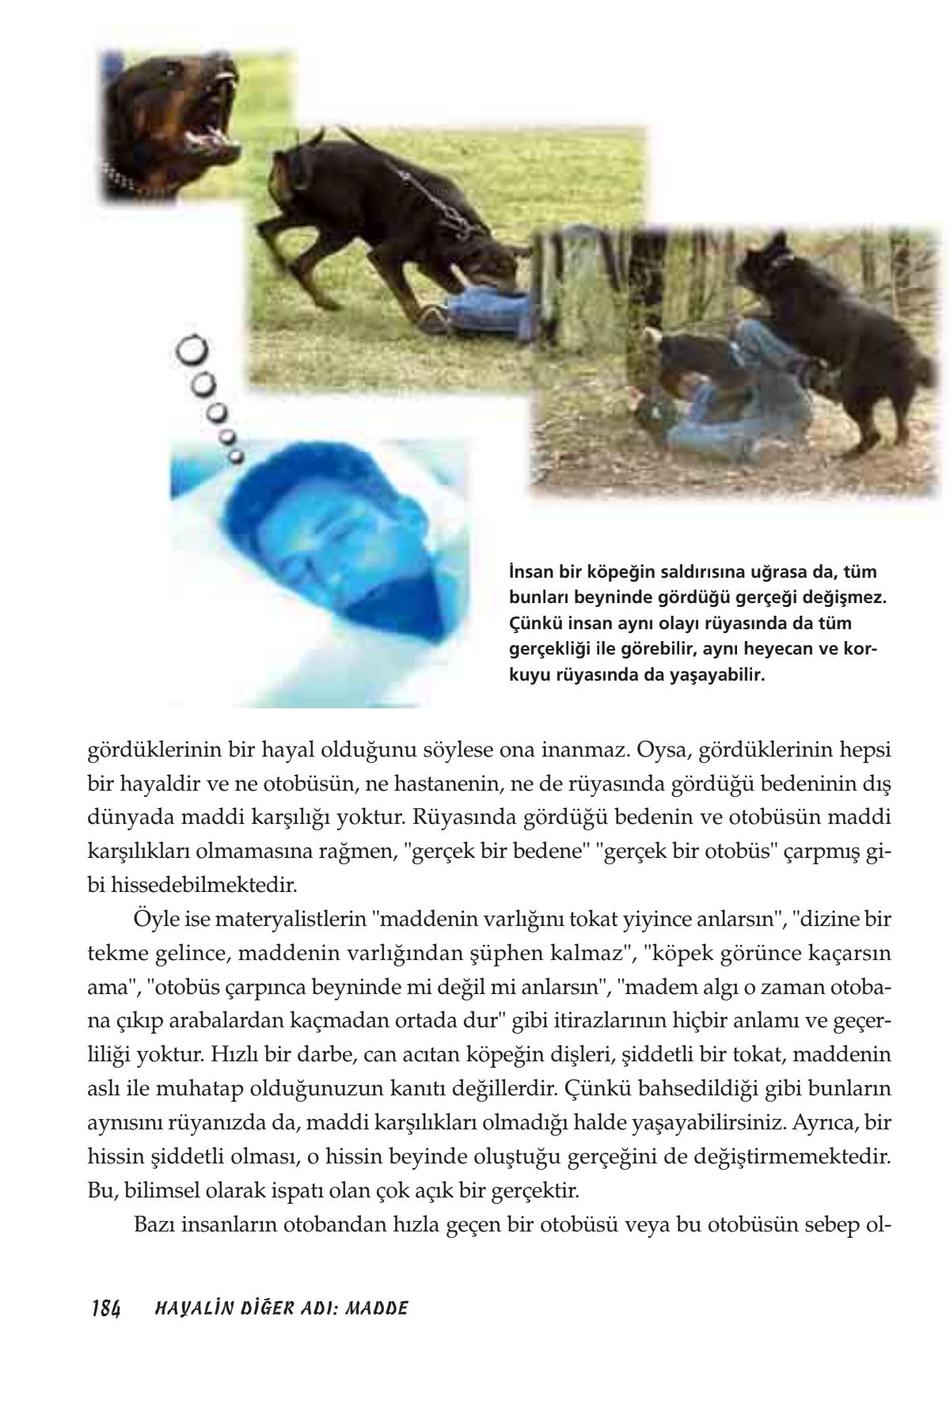 İnsan bir köpeğin saldırısına uğrasa da, tüm
bunları beyninde gördüğü gerçeği değişmez.
Çünkü insan aynı olayı rüyasında da tüm
gerçekliği ile görebilir, aynı heyecan ve kor-
kuyu rüyasında da yaşayabilir.
gördüklerinin bir hayal olduğunu söylese ona inanmaz. Oysa, gördüklerinin hepsi
bir hayaldir ve ne otobüsün, ne hastanenin, ne de rüyasında gördüğü bedeninin dış
dünyada maddi karşılığı yoktur. Rüyasında gördüğü bedenin ve otobüsün maddi
karşılıkları olmamasına rağmen, "gerçek bir bedene" "gerçek bir otobüs" çarpmış gi-
bi hissedebilmektedir.
Öyle ise materyalistlerin "maddenin varlığını tokat yiyince anlarsın", "dizine bir
tekme gelince, maddenin varlığından şüphen kalmaz", "köpek görünce kaçarsın
ama", "otobüs çarpınca beyninde mi değil mi anlarsın", "madem algı o zaman otoba-
na çıkıp arabalardan kaçmadan ortada dur" gibi itirazlarının hiçbir anlamı ve geçer-
liliği yoktur. Hızlı bir darbe, can acıtan köpeğin dişleri, şiddetli bir tokat, maddenin
aslı ile muhatap olduğunuzun kanıtı değillerdir. Çünkü bahsedildiği gibi bunların
aynısını rüyanızda da, maddi karşılıkları olmadığı halde yaşayabilirsiniz. Ayrıca, bir
hissin şiddetli olması, o hissin beyinde oluştuğu gerçeğini de değiştirmemektedir.
Bu, bilimsel olarak ispatı olan çok açık bir gerçektir.
Bazı insanların otobandan hızla geçen bir otobüsü veya bu otobüsün sebep ol-
184 HAYALİN DİĞER ADI: MADDE